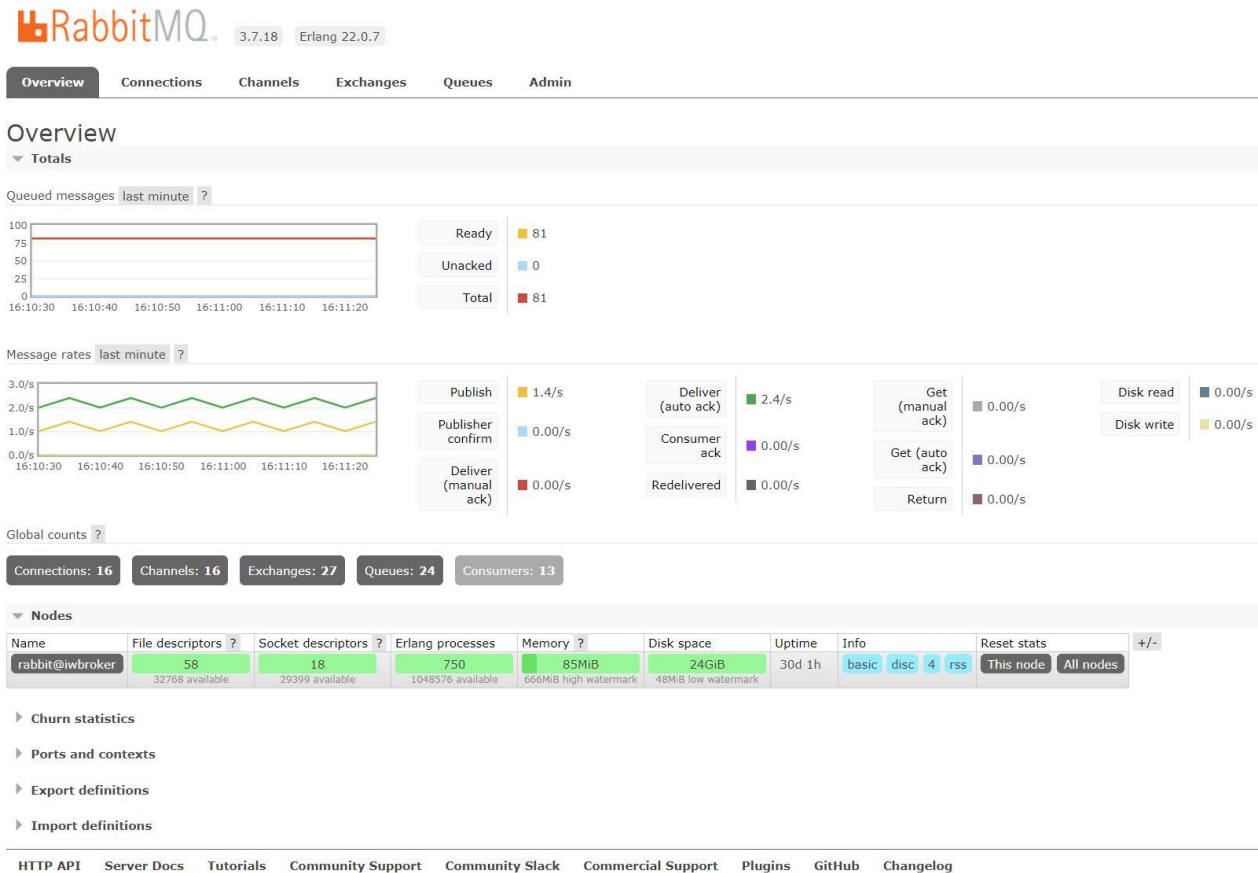 RabbitMQ TM 3.7.18 Erlang 22.0.7
Overview Connections Channels Exchanges Queues Admin
Overview
Totals
Queued messages last minute ?
100
75
50
25
0
16:10:30 16:10:40 16:10:50 16:11:00 16:11:10 16:11:20
Ready 81
Unacked 0
Total 81
Message rates last minute ?
3.0/s
2.0/s
1.0/s
0.0/s
16:10:30 16:10:40 16:10:50 16:11:00 16:11:10 16:11:20
Publish 1.4/s
Publisher
confirm 0.00/s
Deliver
(manual
ack) 0.00/s
Deliver
(auto ack) 2.4/s
Consumer
ack 0.00/s
Redelivered 0.00/s
Get
(manual
ack) 0.00/s
Get (auto
ack) 0.00/s
Return 0.00/s
Disk read 0.00/s
Disk write 0.00/s
Global counts ?
Connections: 16 Channels: 16 Exchanges: 27 Queues: 24 Consumers: 13
Nodes
Name File descriptors ? Socket descriptors ? Erlang processes Memory ? Disk space Uptime Info Reset stats +/-
rabbit@iwbroker 58 18 750 85MiB 24GiB 30d 1h basic disc 4 rss This node All nodes
32768 available 29399 available 1048576 available 666MiB high watermark 48MiB low watermark
Churn statistics
Ports and contexts
Export definitions
Import definitions
HTTP API Server Docs Tutorials Community Support Community Slack Commercial Support Plugins GitHub Changelog